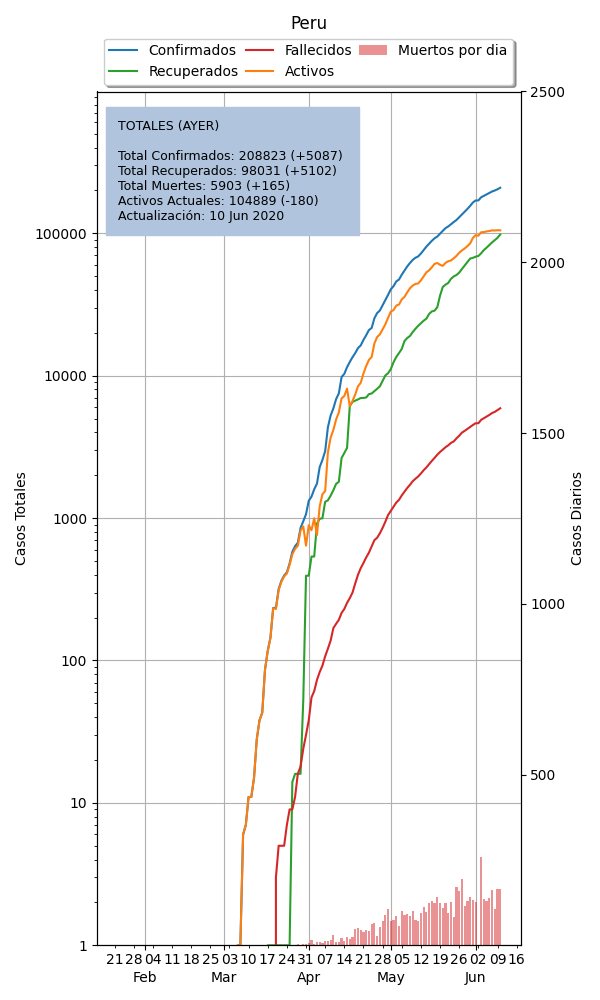 Peru
Confirmados Fallecidos Muertos por dia
Recuperados Activos
TOTALES (AYER)
Total Confirmados: 208823 (+5087)
Total Recuperados: 98031 (+5102)
Total Muertes: 5903 (+165)
Activos Actuales: 104889 (-180)
Actualización: 10 Jun 2020
Casos Totales
100000
10000
1000
100
10
1
2500
2000
1500
1000
500
Casos Diarios
21 28 04 11 18 25 03 10 17 24 31 07 14 21 28 05 12 19 26 02 09 16
Feb Mar Apr May Jun